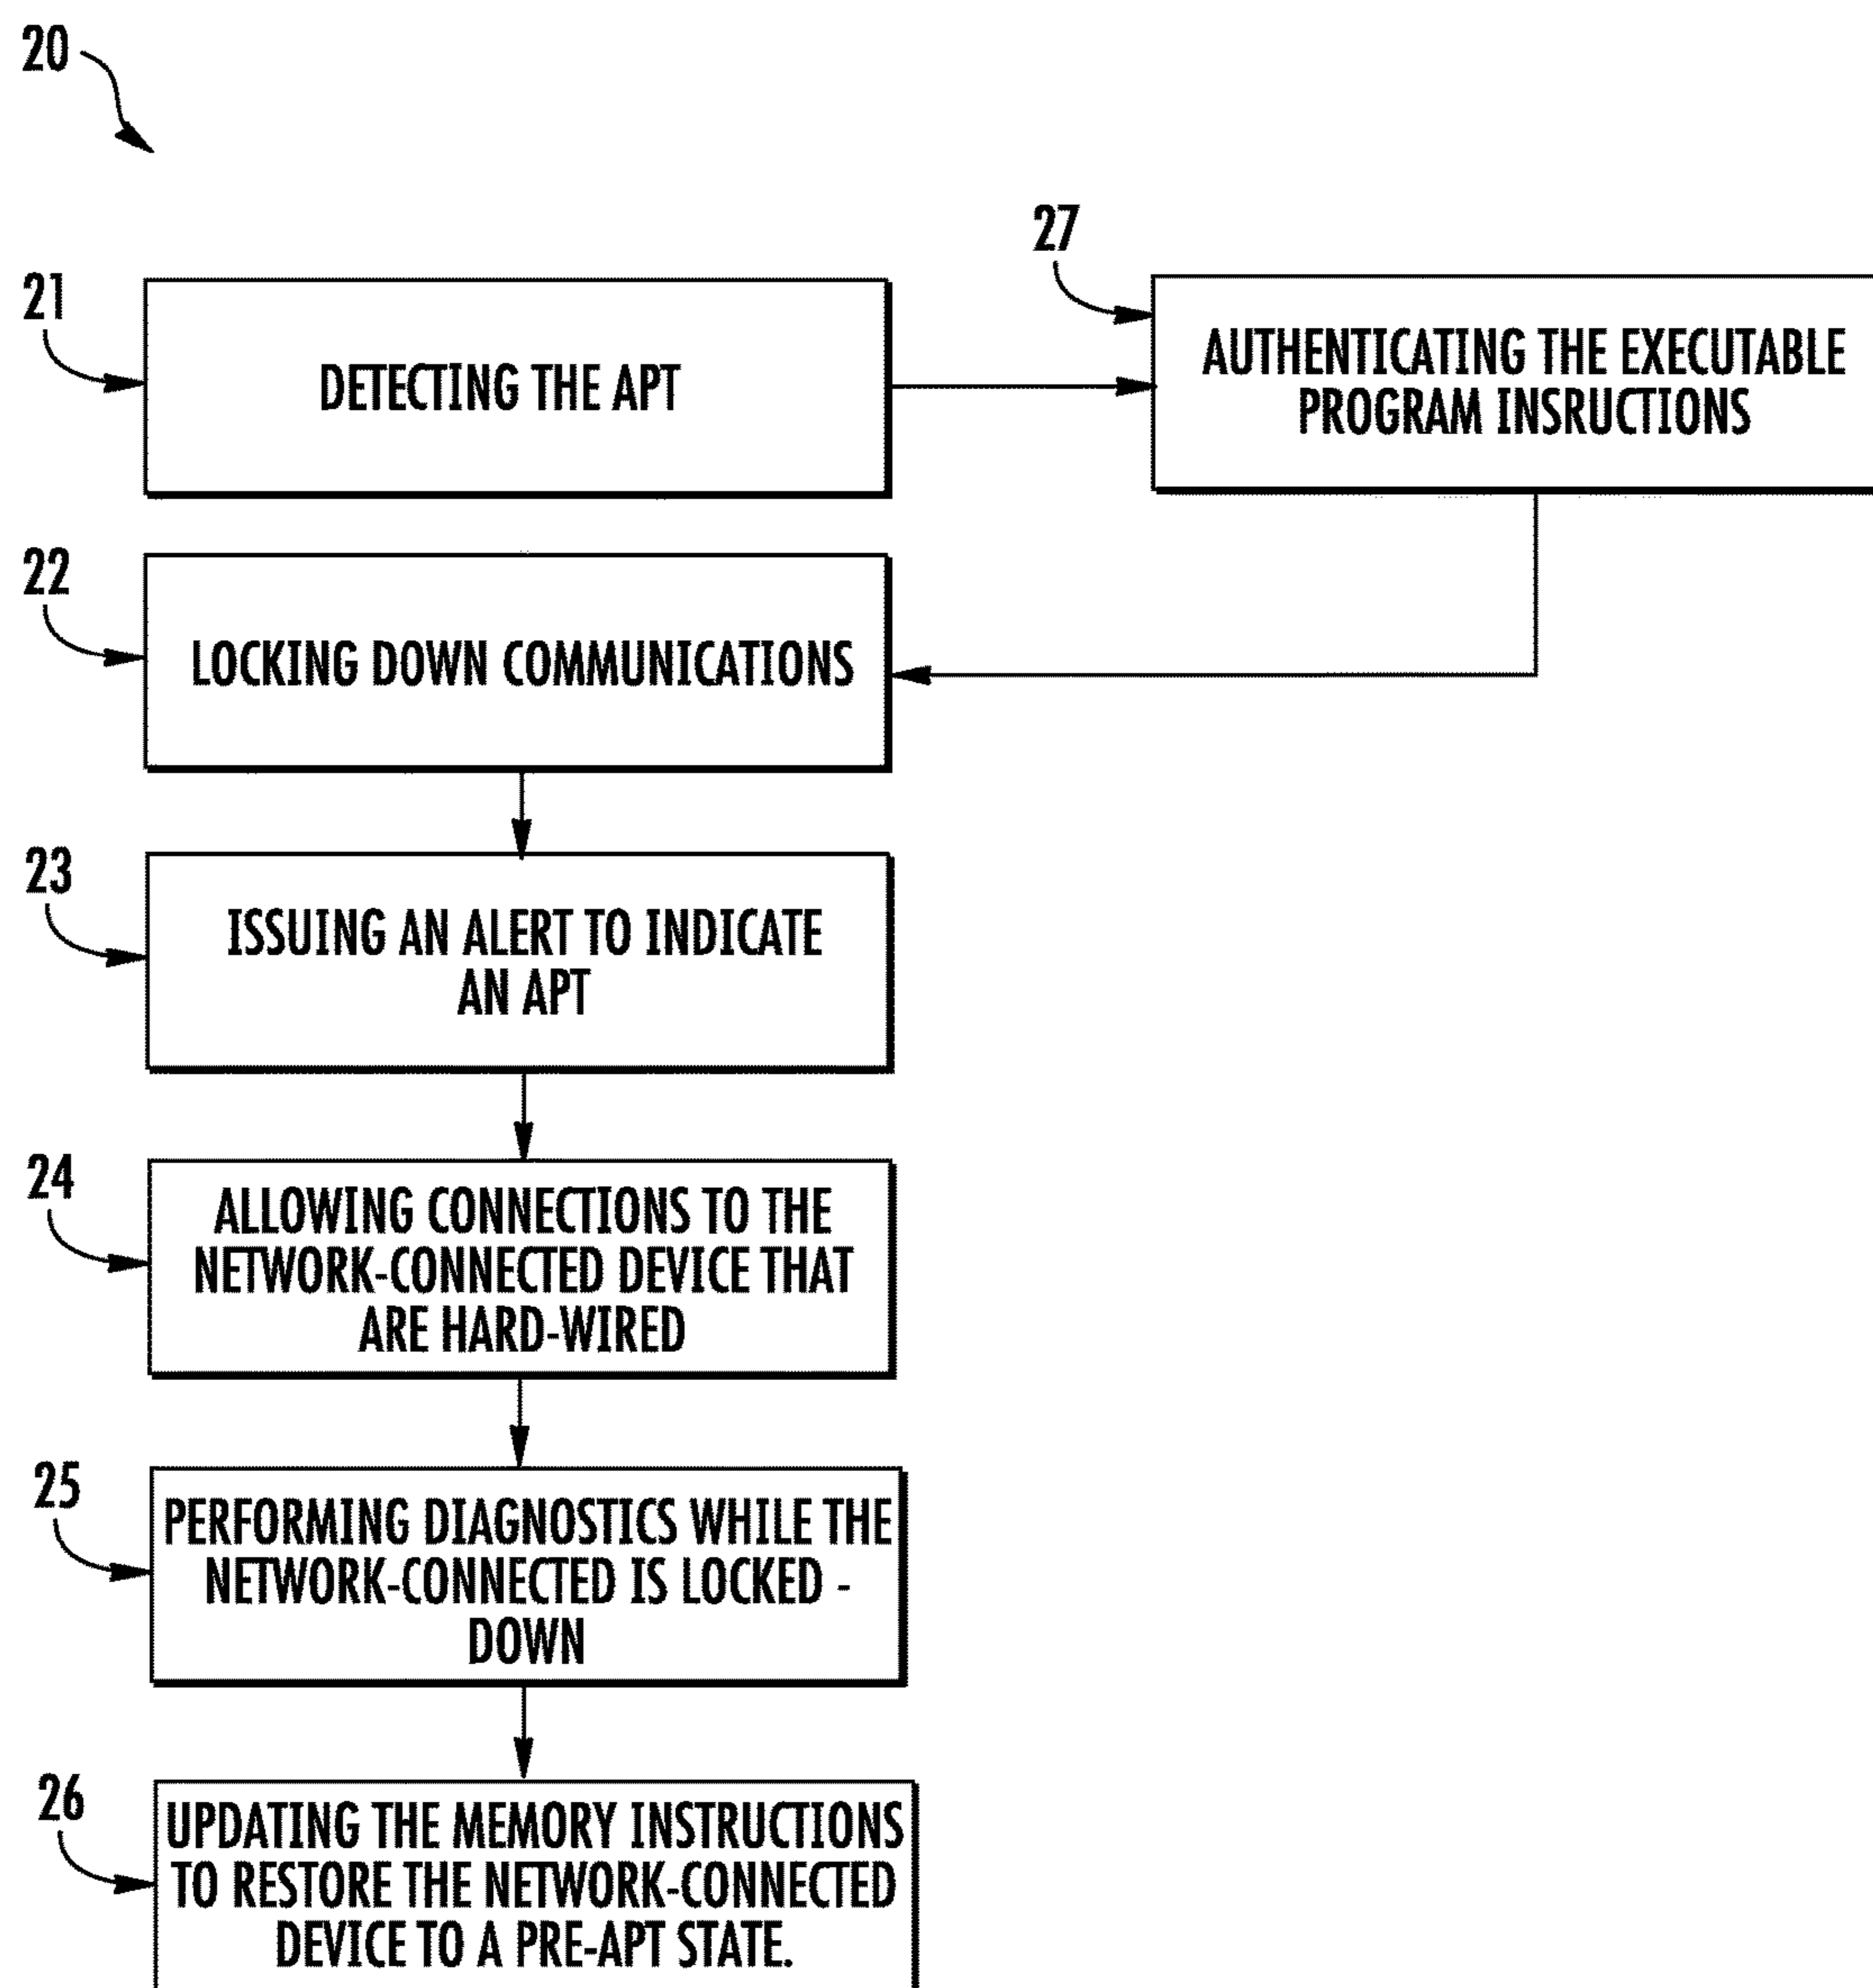 20
21
DETECTING THE APT
27
AUTHENTICATING THE EXECUTABLE
PROGRAM INSRUCTIONS
22
LOCKING DOWN COMMUNICATIONS
23
ISSUING AN ALERT TO INDICATE
AN APT
24
ALLOWING CONNECTIONS TO THE
NETWORK-CONNECTED DEVICE THAT
ARE HARD-WIRED
25
PERFORMING DIAGNOSTICS WHILE THE
NETWORK-CONNECTED IS LOCKED -
DOWN
26
UPDATING THE MEMORY INSTRUCTIONS
TO RESTORE THE NETWORK-CONNECTED
DEVICE TO A PRE-APT STATE.